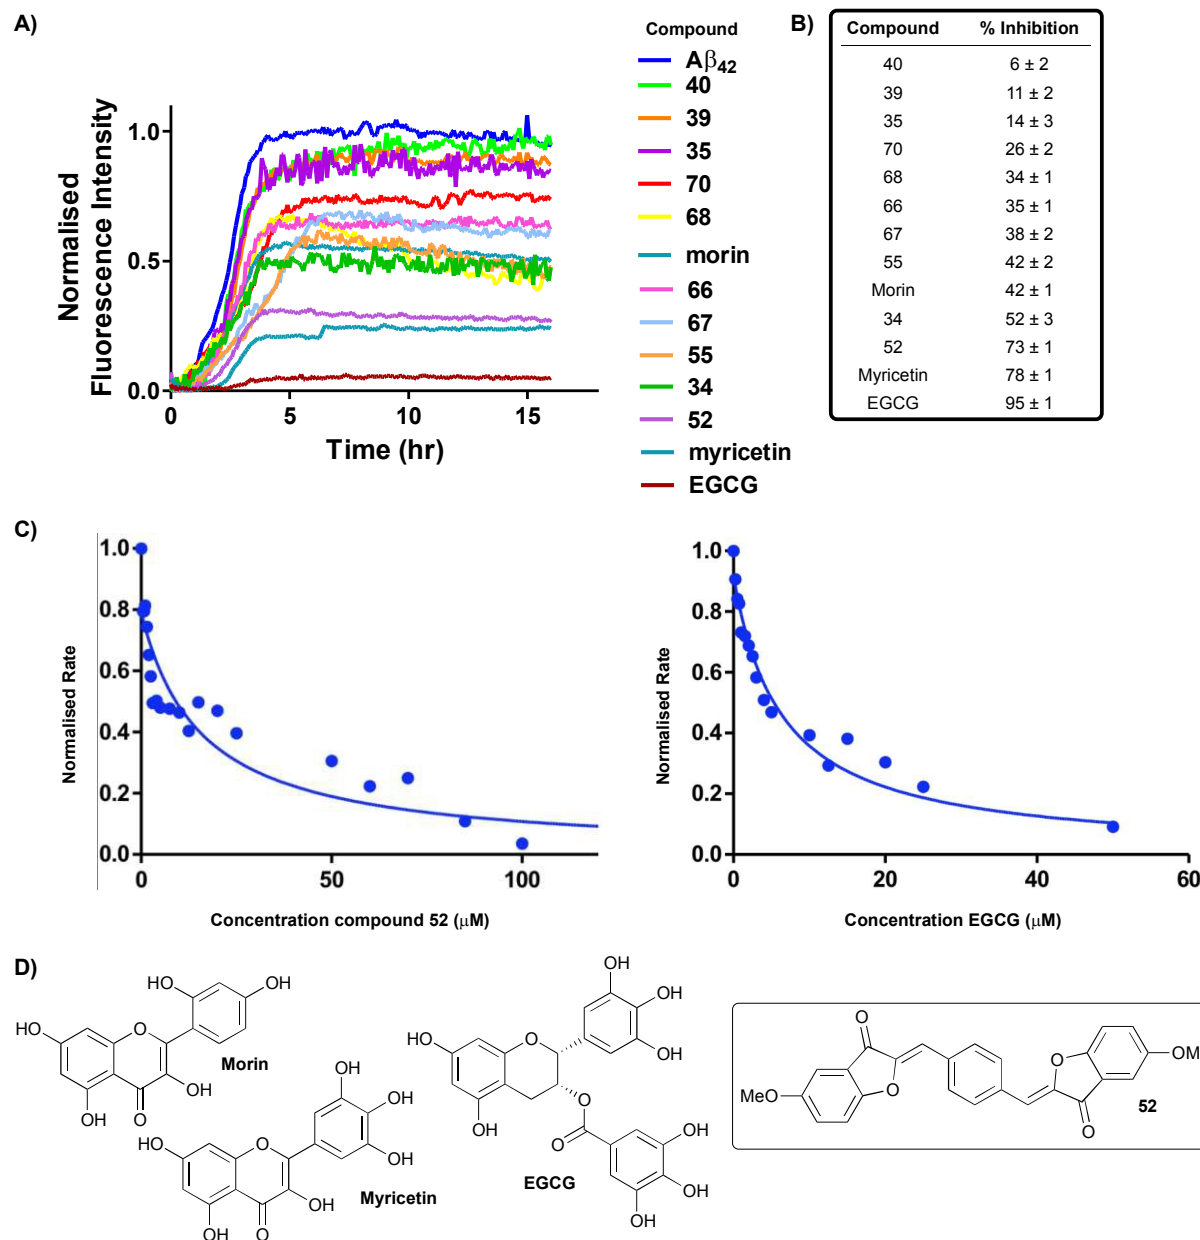 A)
Normalised
Fluorescence Intensity
1.0
0.5
0.0
0 5 10 15
Time (hr)
Compound
Aβ42
40
39
35
70
68
morin
66
67
55
34
52
myricetin
EGCG
B)
Compound % Inhibition
40 6 ± 2
39 11 ± 2
35 14 ± 3
70 26 ± 2
68 34 ± 1
66 35 ± 1
67 38 ± 2
55 42 ± 2
Morin 42 ± 1
34 52 ± 3
52 73 ± 1
Myricetin 78 ± 1
EGCG 95 ± 1
C)
Normalised Rate
1.0
0.8
0.6
0.4
0.2
0.0
0 50 100
Concentration compound 52 (μM)
Normalised Rate
1.0
0.8
0.6
0.4
0.2
0.0
0 20 40 60
Concentration EGCG (μM)
D)
HO
OH
HO
O
OH
OH
O
Morin
OH
OH
HO
O
OH
OH
OH
O
Myricetin
OH
HO
OH
HO
O
OH
OH
O
O
OH
OH
OH
EGCG
O
O
MeO
O
O
OM
52